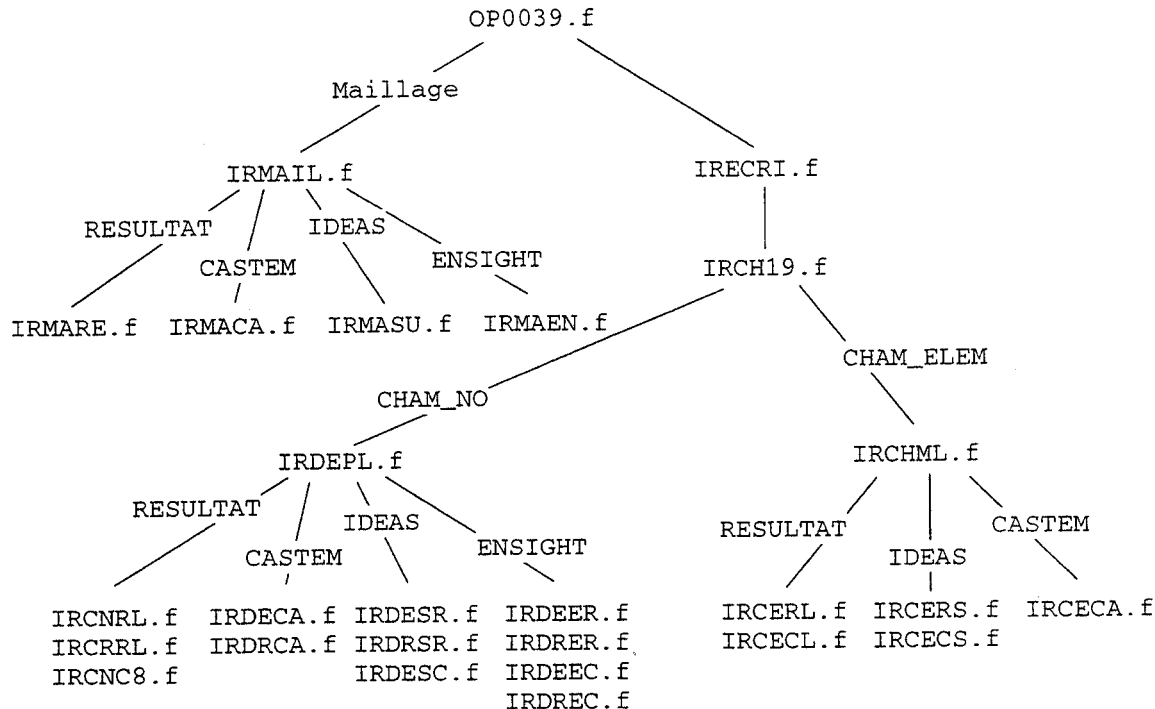 OP0039.f
Maillage
IRMAIL.f
IRECRI.f
RESULTAT
IDEAS
CASTEM
ENSIGHT
IRCH19.f
IRMARE.f IRMACA.f IRMASU.f IRMAEN.f
CHAM_ELEM
CHAM_NO
IRDEPL.f
IRCHML.f
RESULTAT
IDEAS
CASTEM
ENSIGHT
RESULTAT
CASTEM
IDEAS
IRCNRL.f IRDECA.f IRDESR.f IRDEER.f IRCERL.f IRCERS.f IRCECA.f
IRCRRL.f IRDRCA.f IRDRSR.f IRDRER.f IRCECL.f IRCECS.f
IRCNC8.f IRDESC.f IRDEEC.f
IRDREC.f